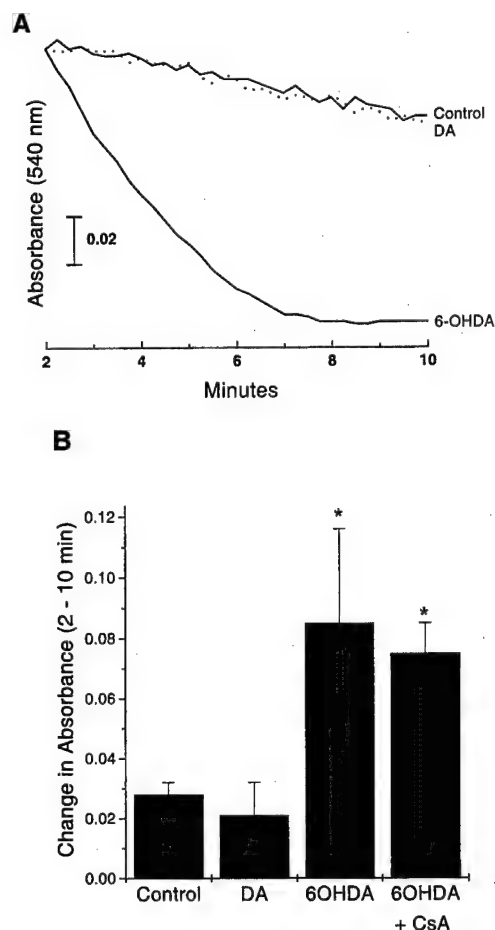 A
Absorbance (540 nm)
0.02
Control
DA
6-OHDA
2 4 6 8 10
Minutes
B
Change in Absorbance (2 - 10 min)
0.12
0.10
0.08
0.06
0.04
0.02
0.00
*
*
Control DA 6OHDA 6OHDA
+ CsA